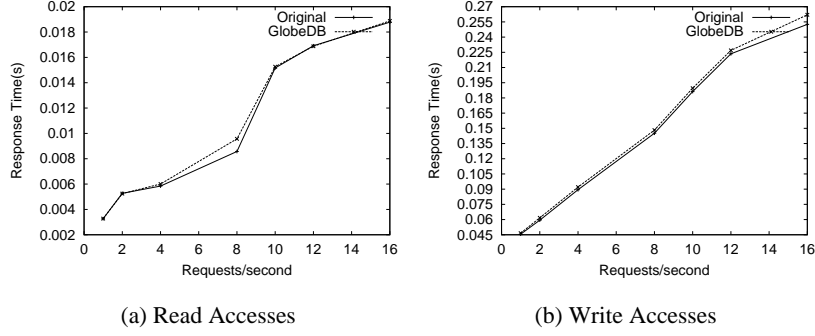 Original
GlobeDB
0.02
0.018
0.016
0.014
0.012
0.01
0.008
0.006
0.004
0.002
Response Time(s)
0 2 4 6 8 10 12 14 16
Requests/second
(a) Read Accesses
Original
GlobeDB
0.27
0.255
0.24
0.225
0.21
0.195
0.18
0.165
0.15
0.135
0.12
0.105
0.09
0.075
0.06
0.045
Response Time(s)
0 2 4 6 8 10 12 14 16
Requests/second
(b) Write Accesses